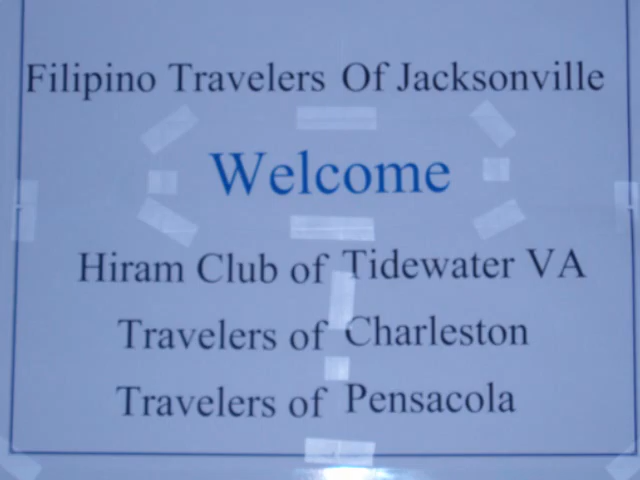 Filipino Travelers Of Jacksonville
Welcome
Hiram Club of Tidewater VA
Travelers of Charleston
Travelers of Pensacola